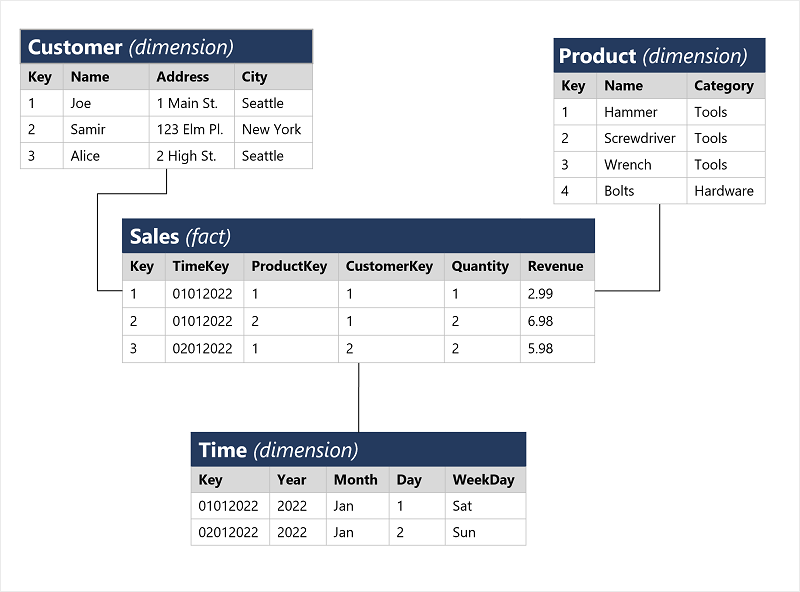 Customer (dimension)
Key Name Address City
1 Joe 1 Main St. Seattle
2 Samir 123 Elm Pl. New York
3 Alice 2 High St. Seattle
Product (dimension)
Key Name Category
1 Hammer Tools
2 Screwdriver Tools
3 Wrench Tools
4 Bolts Hardware
Sales (fact)
Key TimeKey ProductKey CustomerKey Quantity Revenue
1 01012022 1 1 1 2.99
2 01012022 2 1 2 6.98
3 02012022 1 2 2 5.98
Time (dimension)
Key Year Month Day WeekDay
01012022 2022 Jan 1 Sat
02012022 2022 Jan 2 Sun